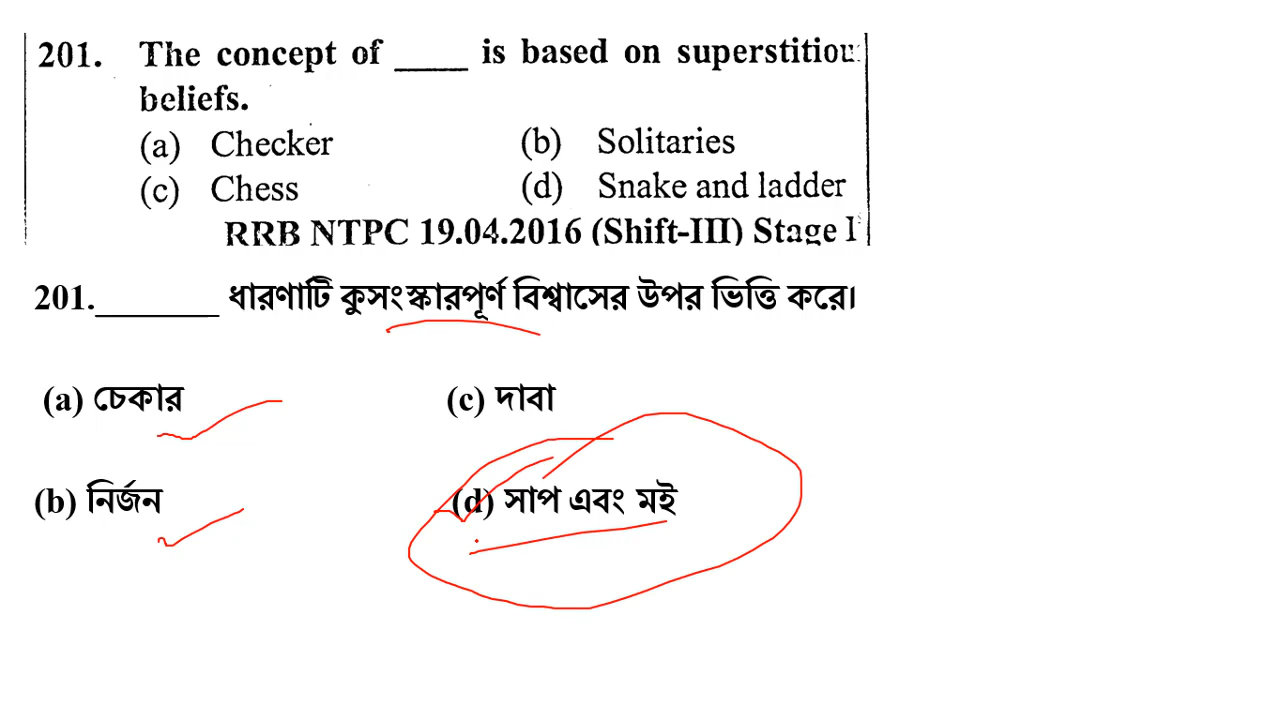 201. The concept of ____ is based on superstitiou
beliefs.
(a) Checker (b) Solitaries
(c) Chess (d) Snake and ladder
RRB NTPC 19.04.2016 (Shift-III) Stage I
201._______ ধারণাটি কুসংস্কারপূর্ণ বিশ্বাসের উপর ভিত্তি করে।
(a) চেকার (c) দাবা
(b) নির্জন (d) সাপ এবং মই